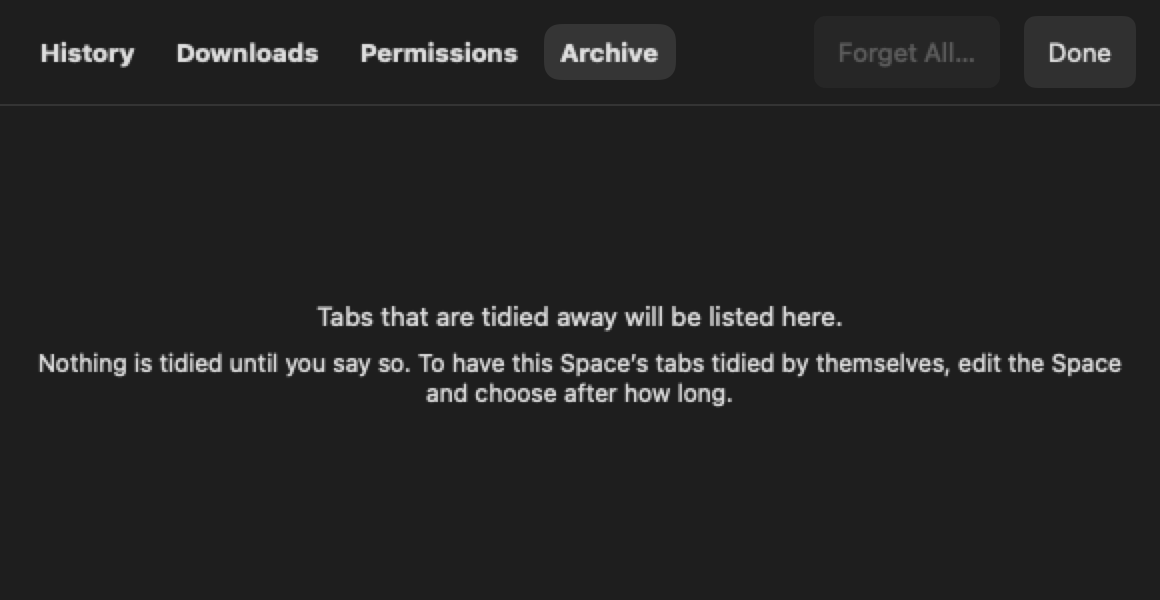 History Downloads Permissions Archive Forget All... Done
Tabs that are tidied away will be listed here.
Nothing is tidied until you say so. To have this Space’s tabs tidied by themselves, edit the Space
and choose after how long.